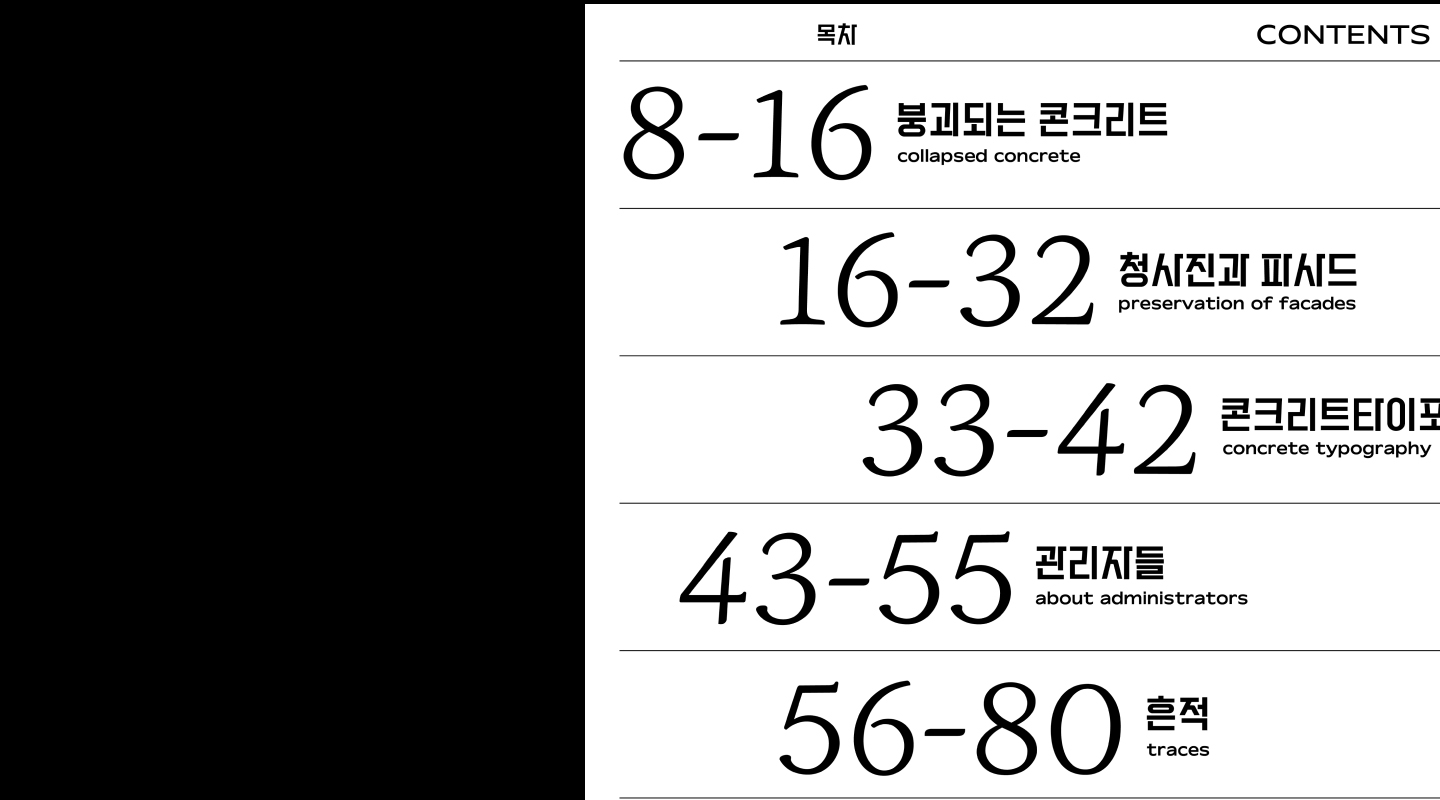 목차 CONTENTS
8-16 붕괴되는 콘크리트
collapsed concrete
16-32 청사진과 파사드
preservation of facades
33-42 콘크리트타이포
concrete typography
43-55 관리자들
about administrators
56-80 흔적
traces